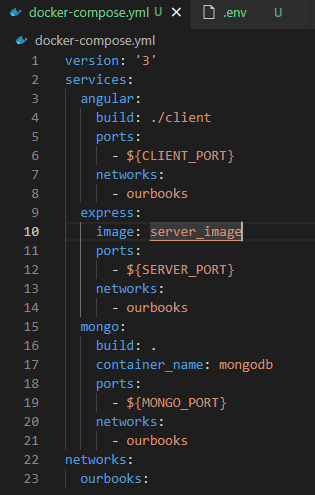 docker-compose.yml U X .env U
docker-compose.yml
1 version: '3'
2 services:
3   angular:
4     build: ./client
5     ports:
6       - ${CLIENT_PORT}
7     networks:
8       - ourbooks
9   express:
10     image: server_image
11     ports:
12       - ${SERVER_PORT}
13     networks:
14       - ourbooks
15   mongo:
16     build: .
17     container_name: mongodb
18     ports:
19       - ${MONGO_PORT}
20     networks:
21       - ourbooks
22 networks:
23   ourbooks: